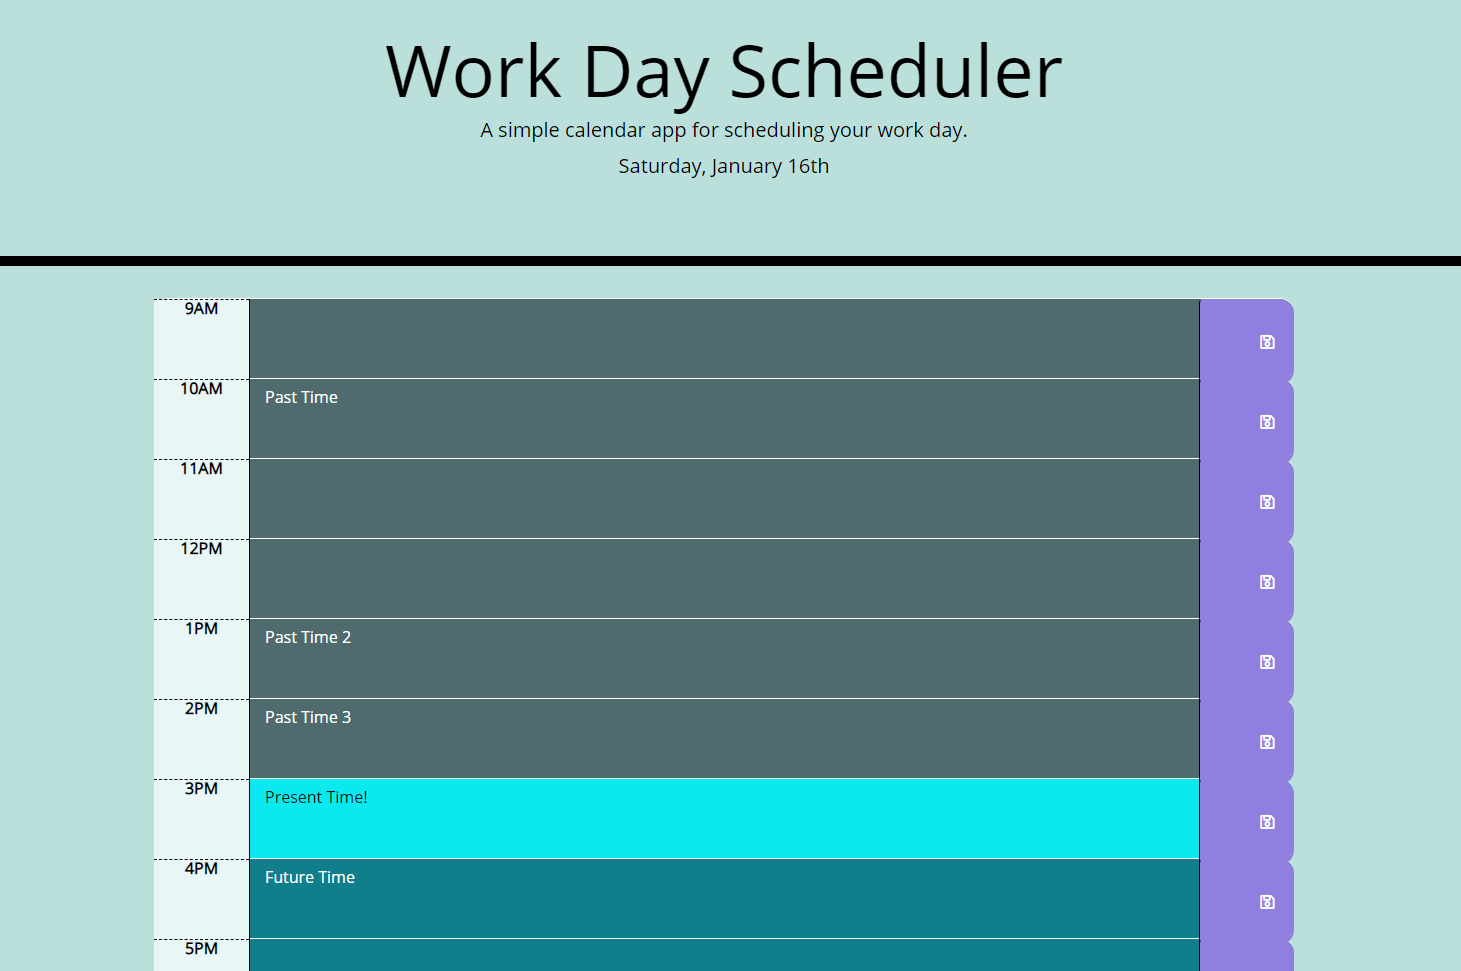 Work Day Scheduler
A simple calendar app for scheduling your work day.
Saturday, January 16th
9AM
10AM
Past Time
11AM
12PM
1PM
Past Time 2
2PM
Past Time 3
3PM
Present Time!
4PM
Future Time
5PM